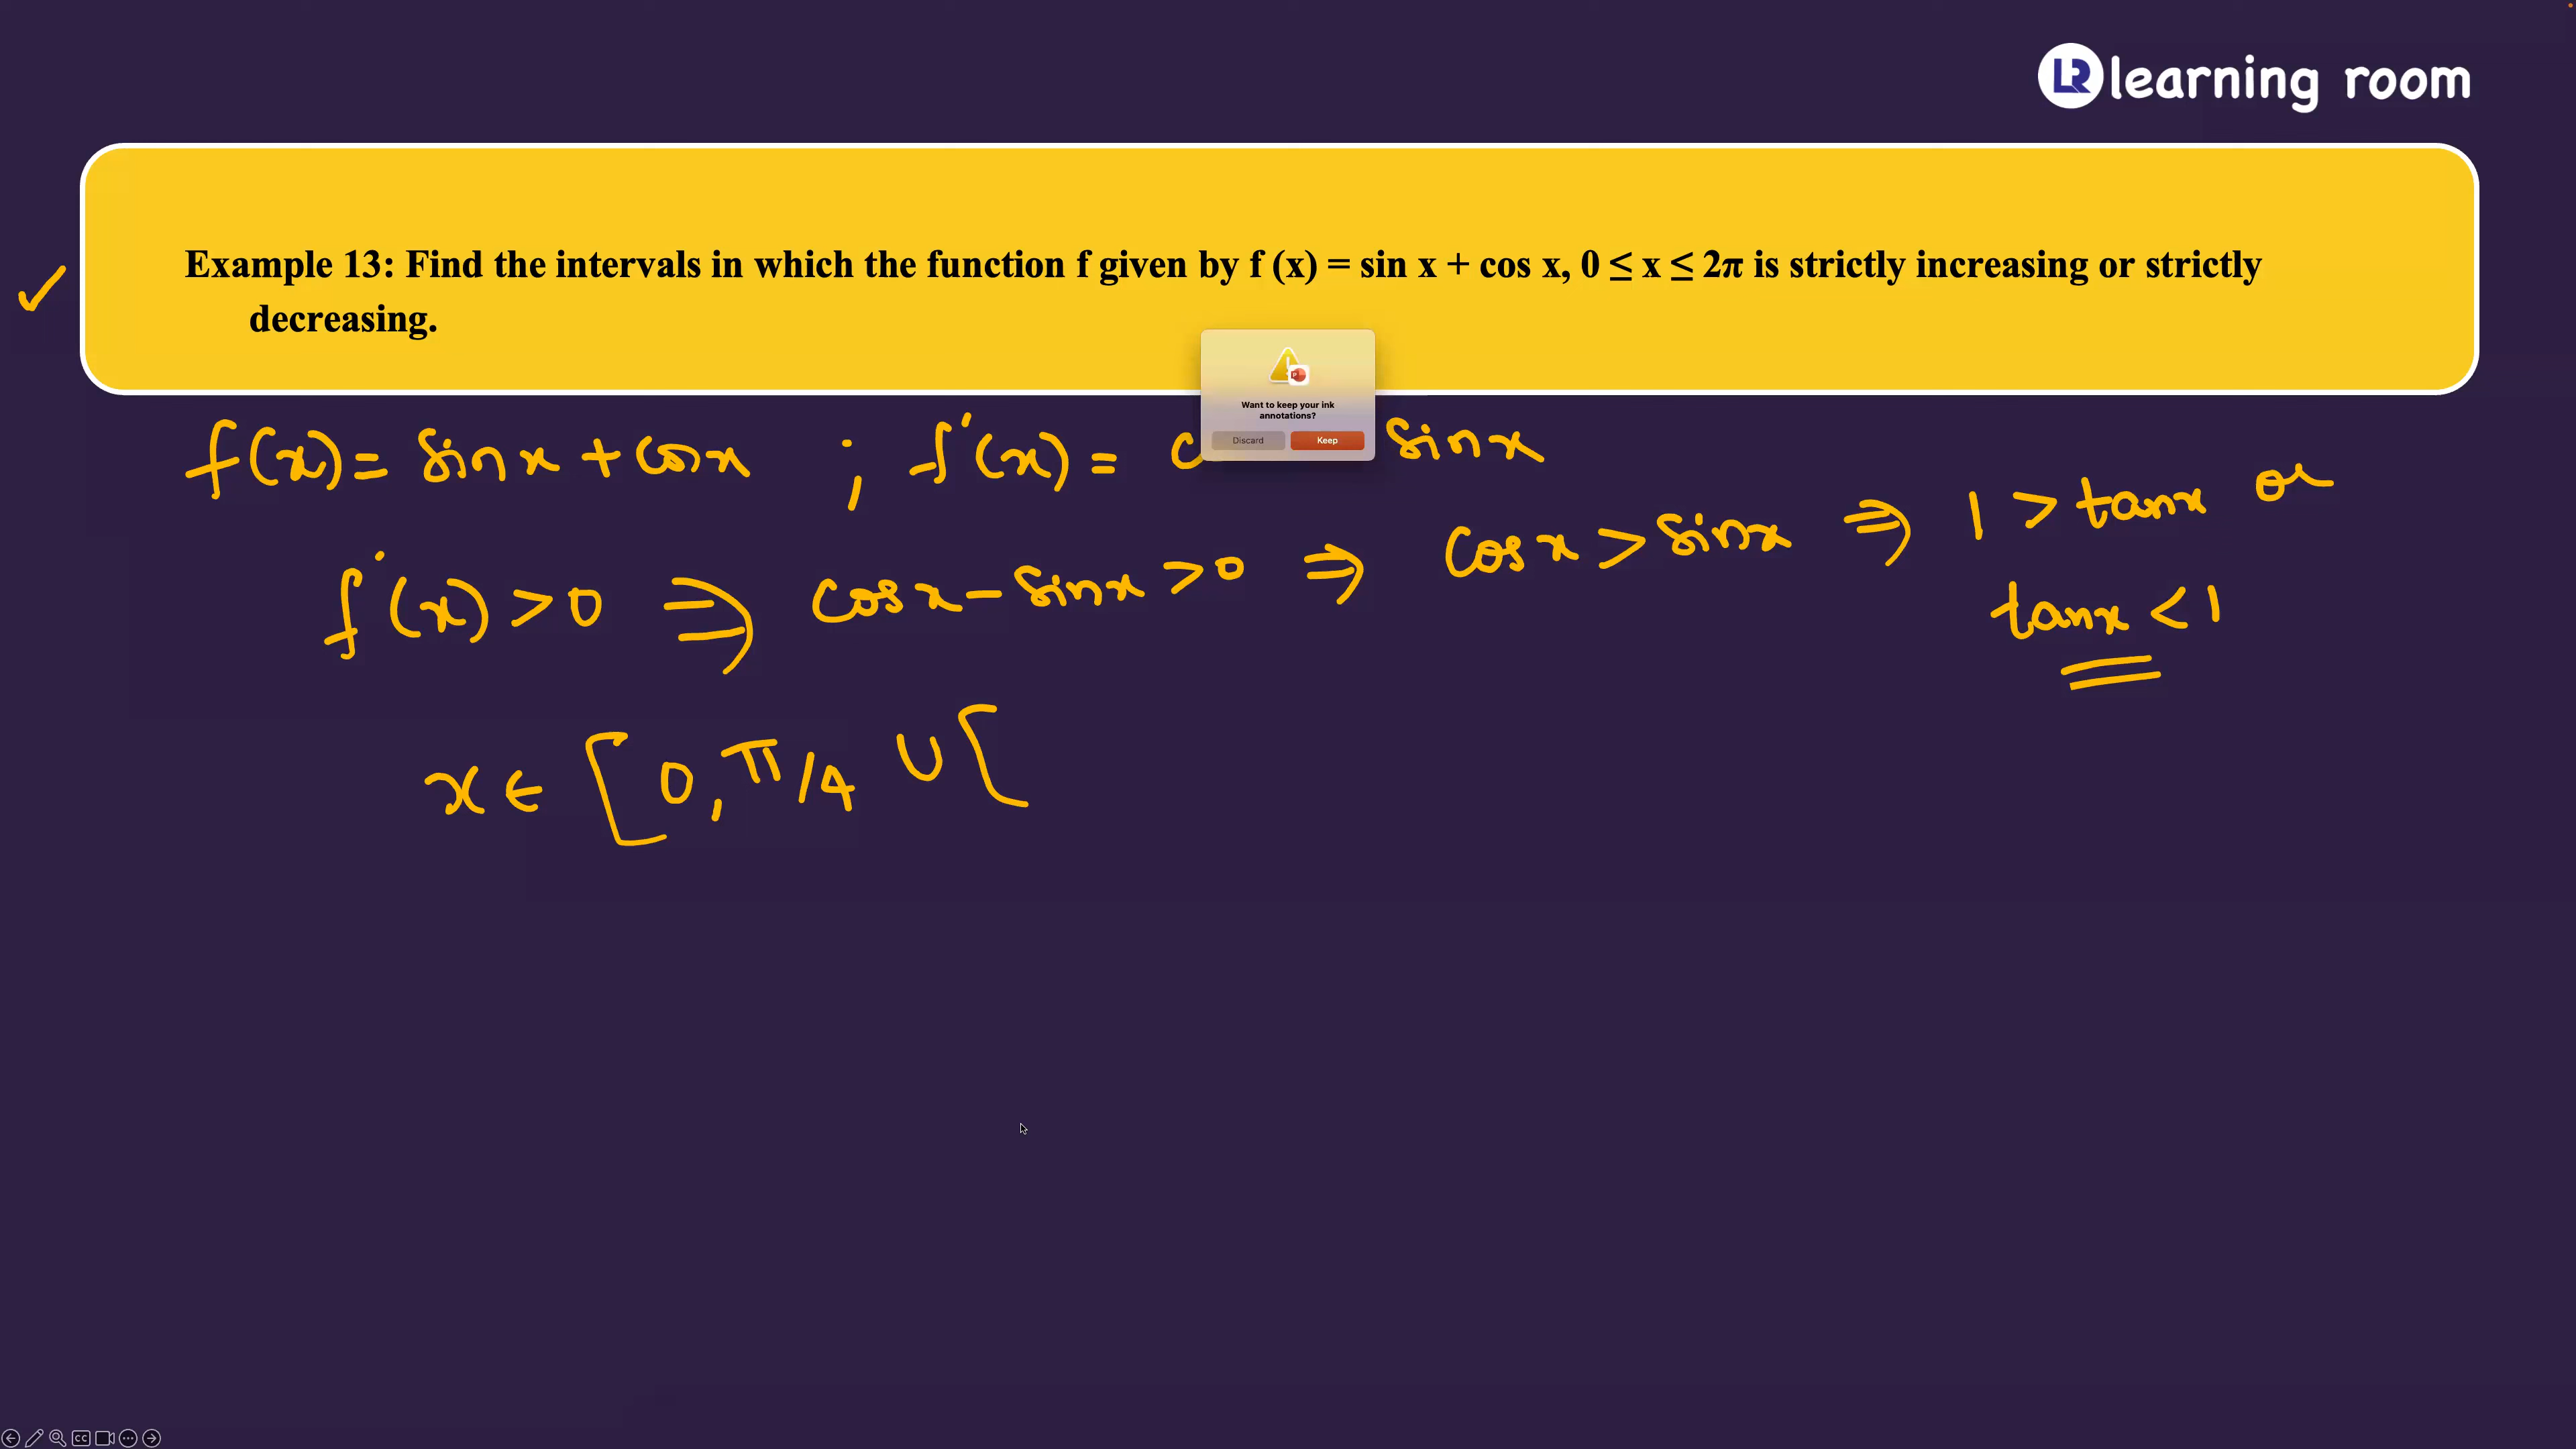 LR learning room
Example 13: Find the intervals in which the function f given by f (x) = sin x + cos x, 0 ≤ x ≤ 2π is strictly increasing or strictly
decreasing.
Want to keep your ink
annotations?
Discard Keep
f(x) = sin x + cos x ; f'(x) = c sin x
f'(x) > 0 ⇒ cos x - sin x > 0 ⇒ cos x > sin x ⇒ 1 > tan x or
tan x < 1
x ∈ [0, π/4 ∪ [
CC